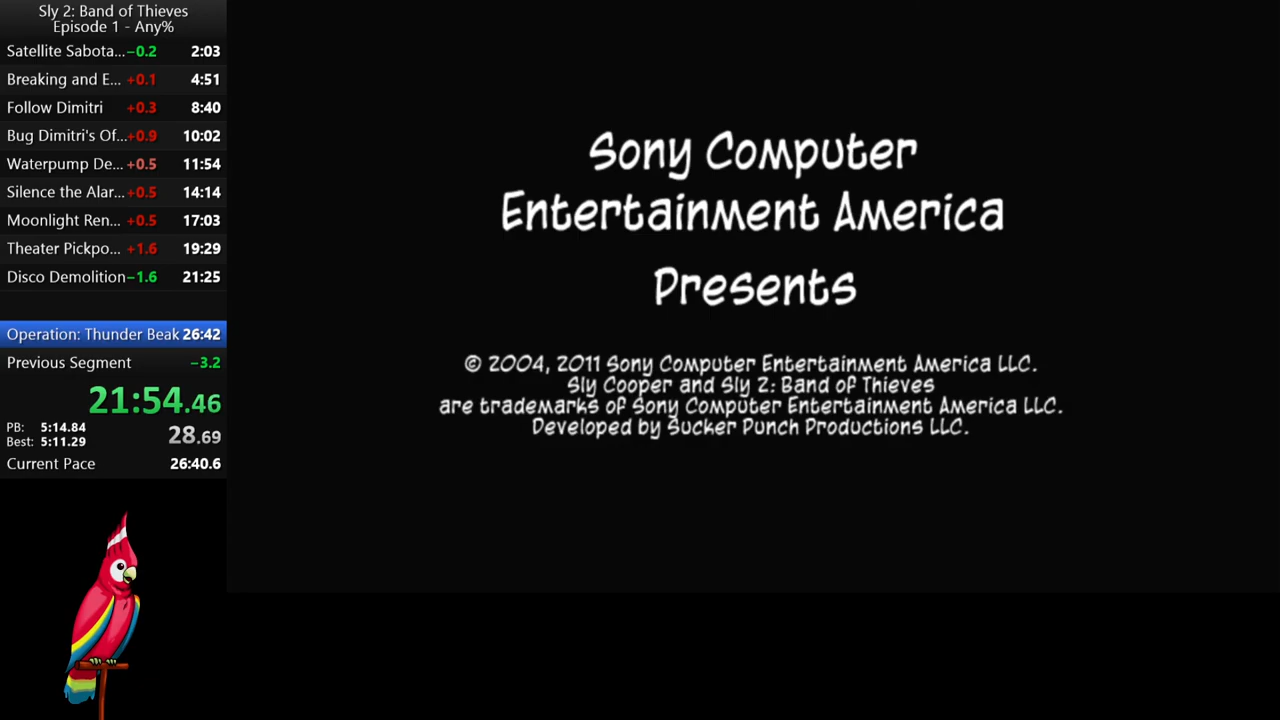 Sly 2: Band of Thieves
Episode 1 - Any%
Satellite Sabota... −0.2 2:03
Breaking and E... +0.1 4:51
Follow Dimitri +0.3 8:40
Bug Dimitri's Of... +0.9 10:02
Waterpump De... +0.5 11:54
Silence the Alar... +0.5 14:14
Moonlight Ren... +0.5 17:03
Theater Pickpo... +1.6 19:29
Disco Demolition −1.6 21:25
Operation: Thunder Beak 26:42
Previous Segment −3.2
21:54.46
PB: 5:14.84
Best: 5:11.29
28.69
Current Pace 26:40.6
Sony Computer
Entertainment America
Presents
© 2004, 2011 Sony Computer Entertainment America LLC.
Sly Cooper and Sly 2: Band of Thieves
are trademarks of Sony Computer Entertainment America LLC.
Developed by Sucker Punch Productions LLC.